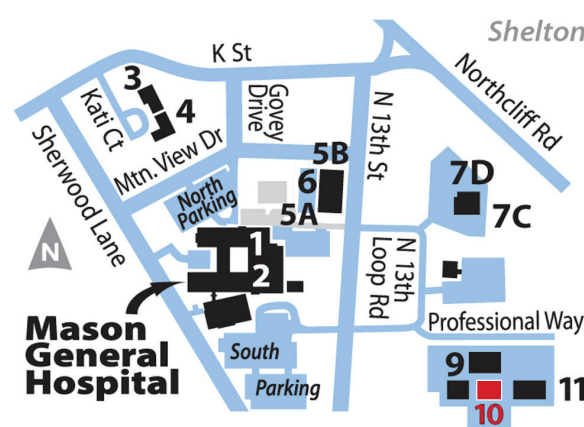 Shelton
K St
Northcliff Rd
3
Kati Ct
4
Govey
Drive
N 13th St
Mtn. View Dr
5B
6
5A
7D
7C
North
Parking
Sherwood Lane
N
1
2
N 13th
Loop Rd
Mason
General
Hospital
South
Parking
Professional Way
9
10
11